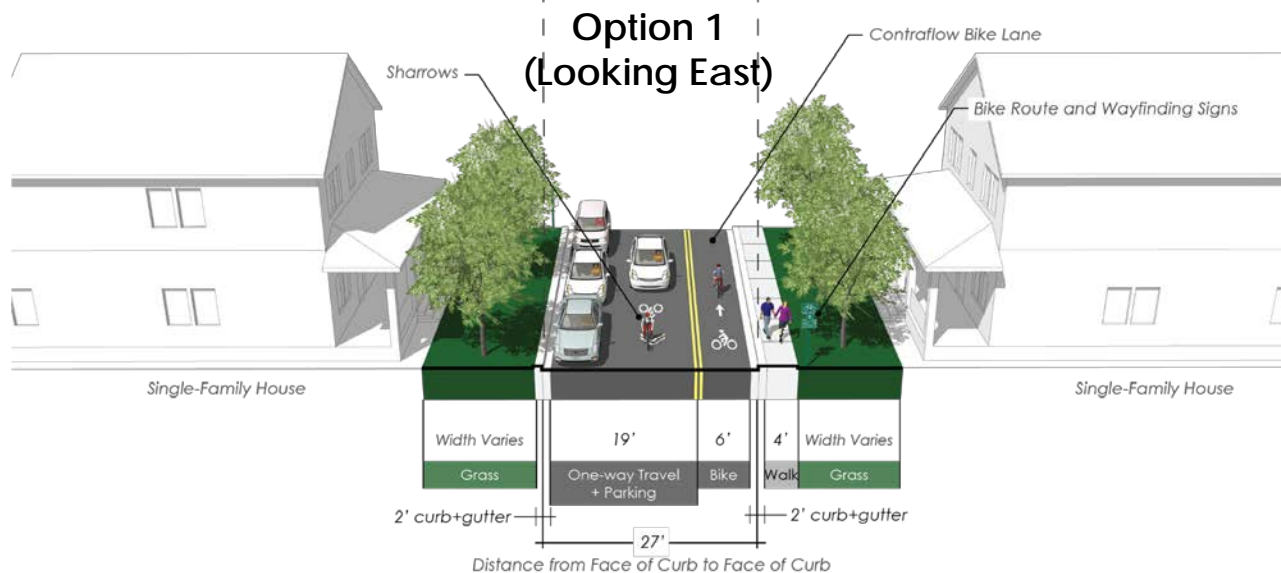 Option 1
(Looking East)
Contraflow Bike Lane
Sharrows
Bike Route and Wayfinding Signs
Single-Family House
Single-Family House
Width Varies
19'
6'
4'
Width Varies
Grass
One-way Travel
+ Parking
Bike
Walk
Grass
2' curb+gutter
2' curb+gutter
27'
Distance from Face of Curb to Face of Curb